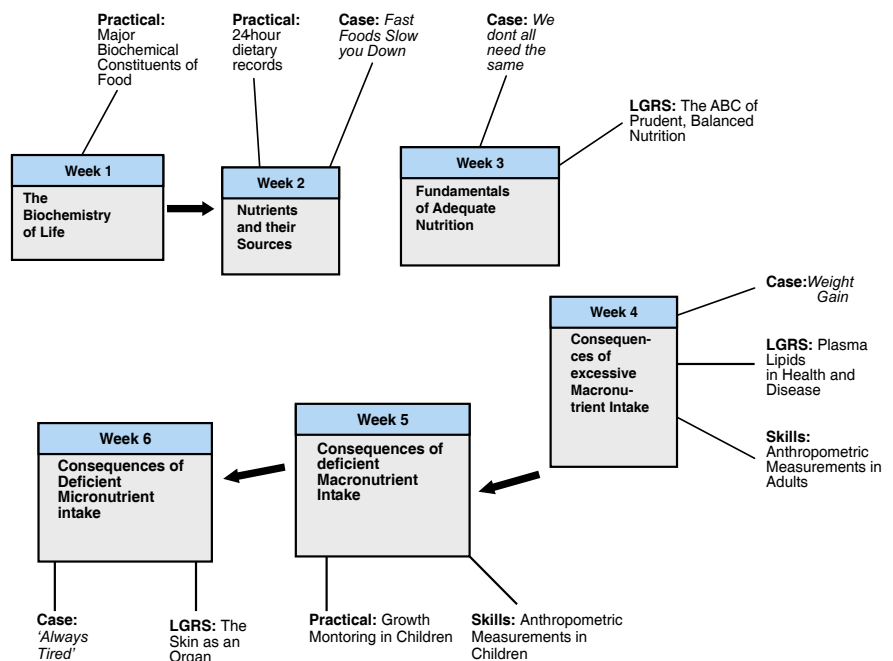 Practical:
Major
Biochemical
Constituents of
Food
Practical:
24-hour
dietary
records
Case: Fast
Foods Slow
you Down
Case: We
dont all
need the
same
LGRS: The ABC of
Prudent, Balanced
Nutrition
Week 1
The
Biochemistry
of Life
Week 2
Nutrients
and their
Sources
Week 3
Fundamentals
of Adequate
Nutrition
Week 4
Consequen-
ces of
excessive
Macronu-
trient Intake
Case:Weight
Gain
LGRS: Plasma
Lipids
in Health and
Disease
Skills:
Anthropometric
Measurements in
Adults
Week 5
Consequences of
deficient
Macronutrient
Intake
Practical: Growth
Montoring in Children
Skills: Anthropometric
Measurements in
Children
Week 6
Consequences of
Deficient
Micronutrient
intake
Case:
‘Always
Tired’
LGRS: The
Skin as an
Organ